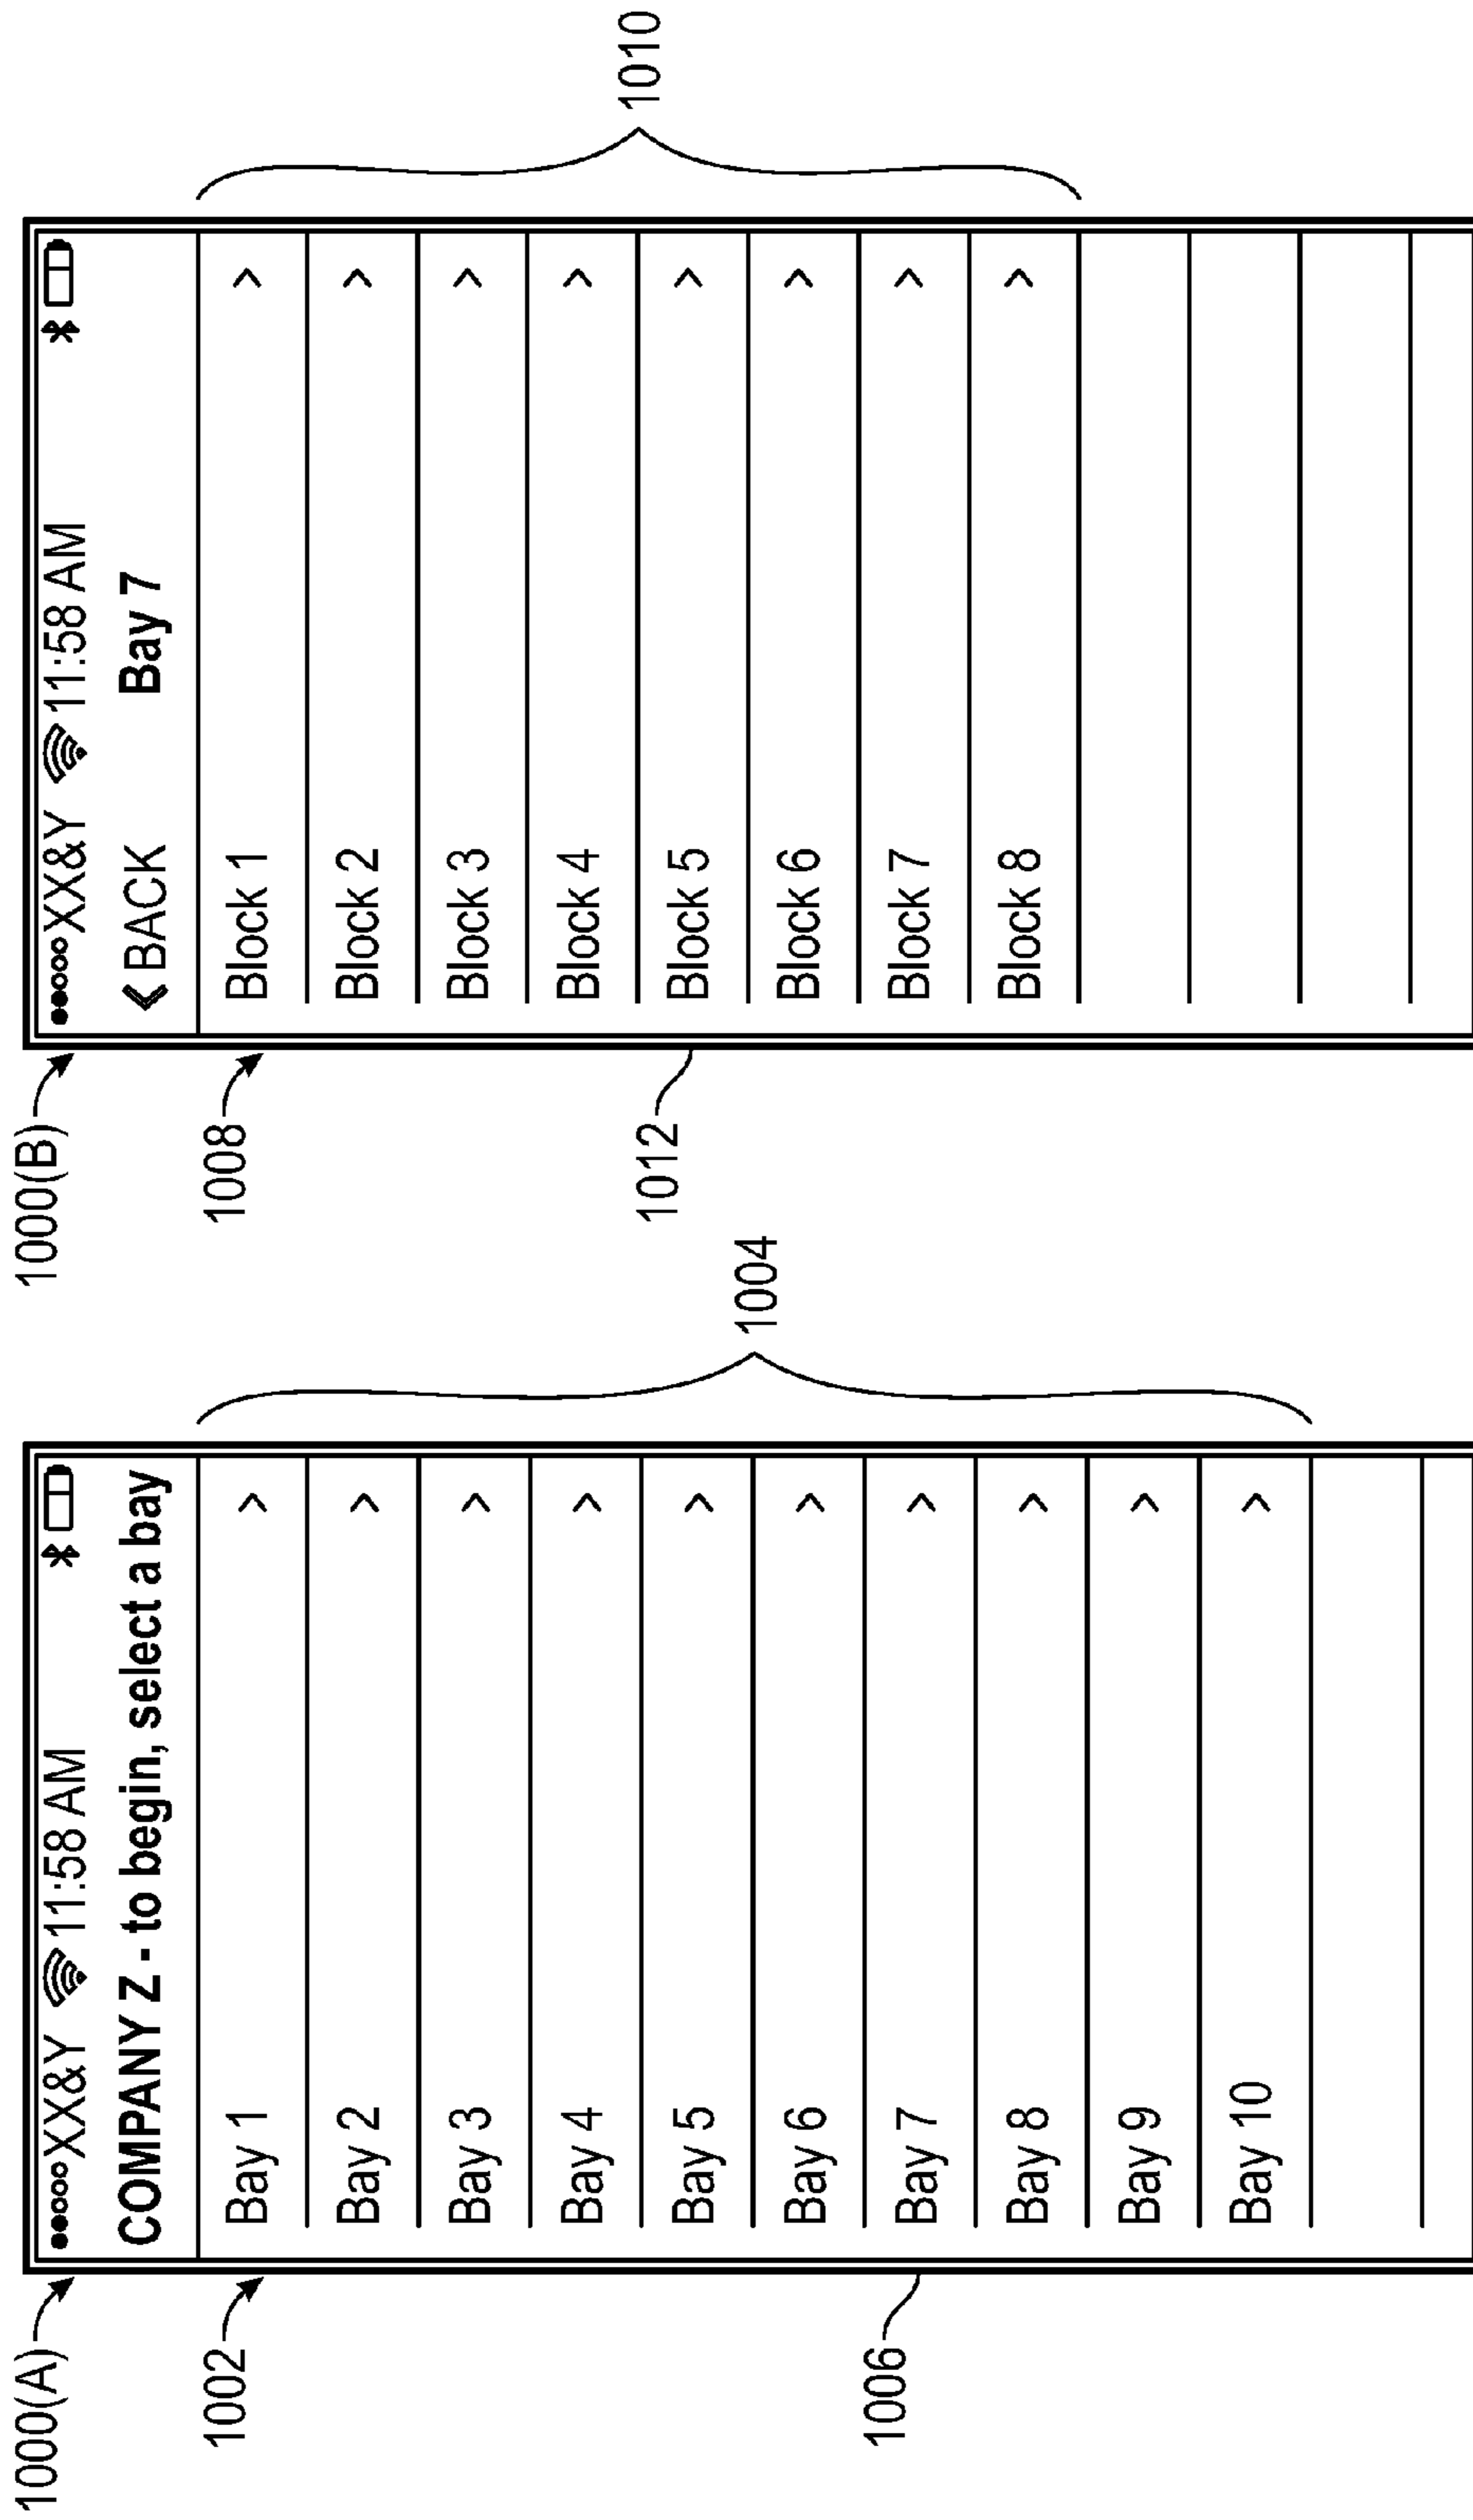 1000(A)
XX&Y 11:58 AM
COMPANY Z - to begin, select a bay
1002
Bay 1 >
Bay 2 >
Bay 3 >
Bay 4 >
Bay 5 >
Bay 6 >
1006
Bay 7 >
Bay 8 >
Bay 9 >
Bay 10 >
1004
1000(B)
XX&Y 11:58 AM
≪ BACK Bay 7
1008
Block 1 >
Block 2 >
Block 3 >
Block 4 >
1012
Block 5 >
Block 6 >
Block 7 >
Block 8 >
1010